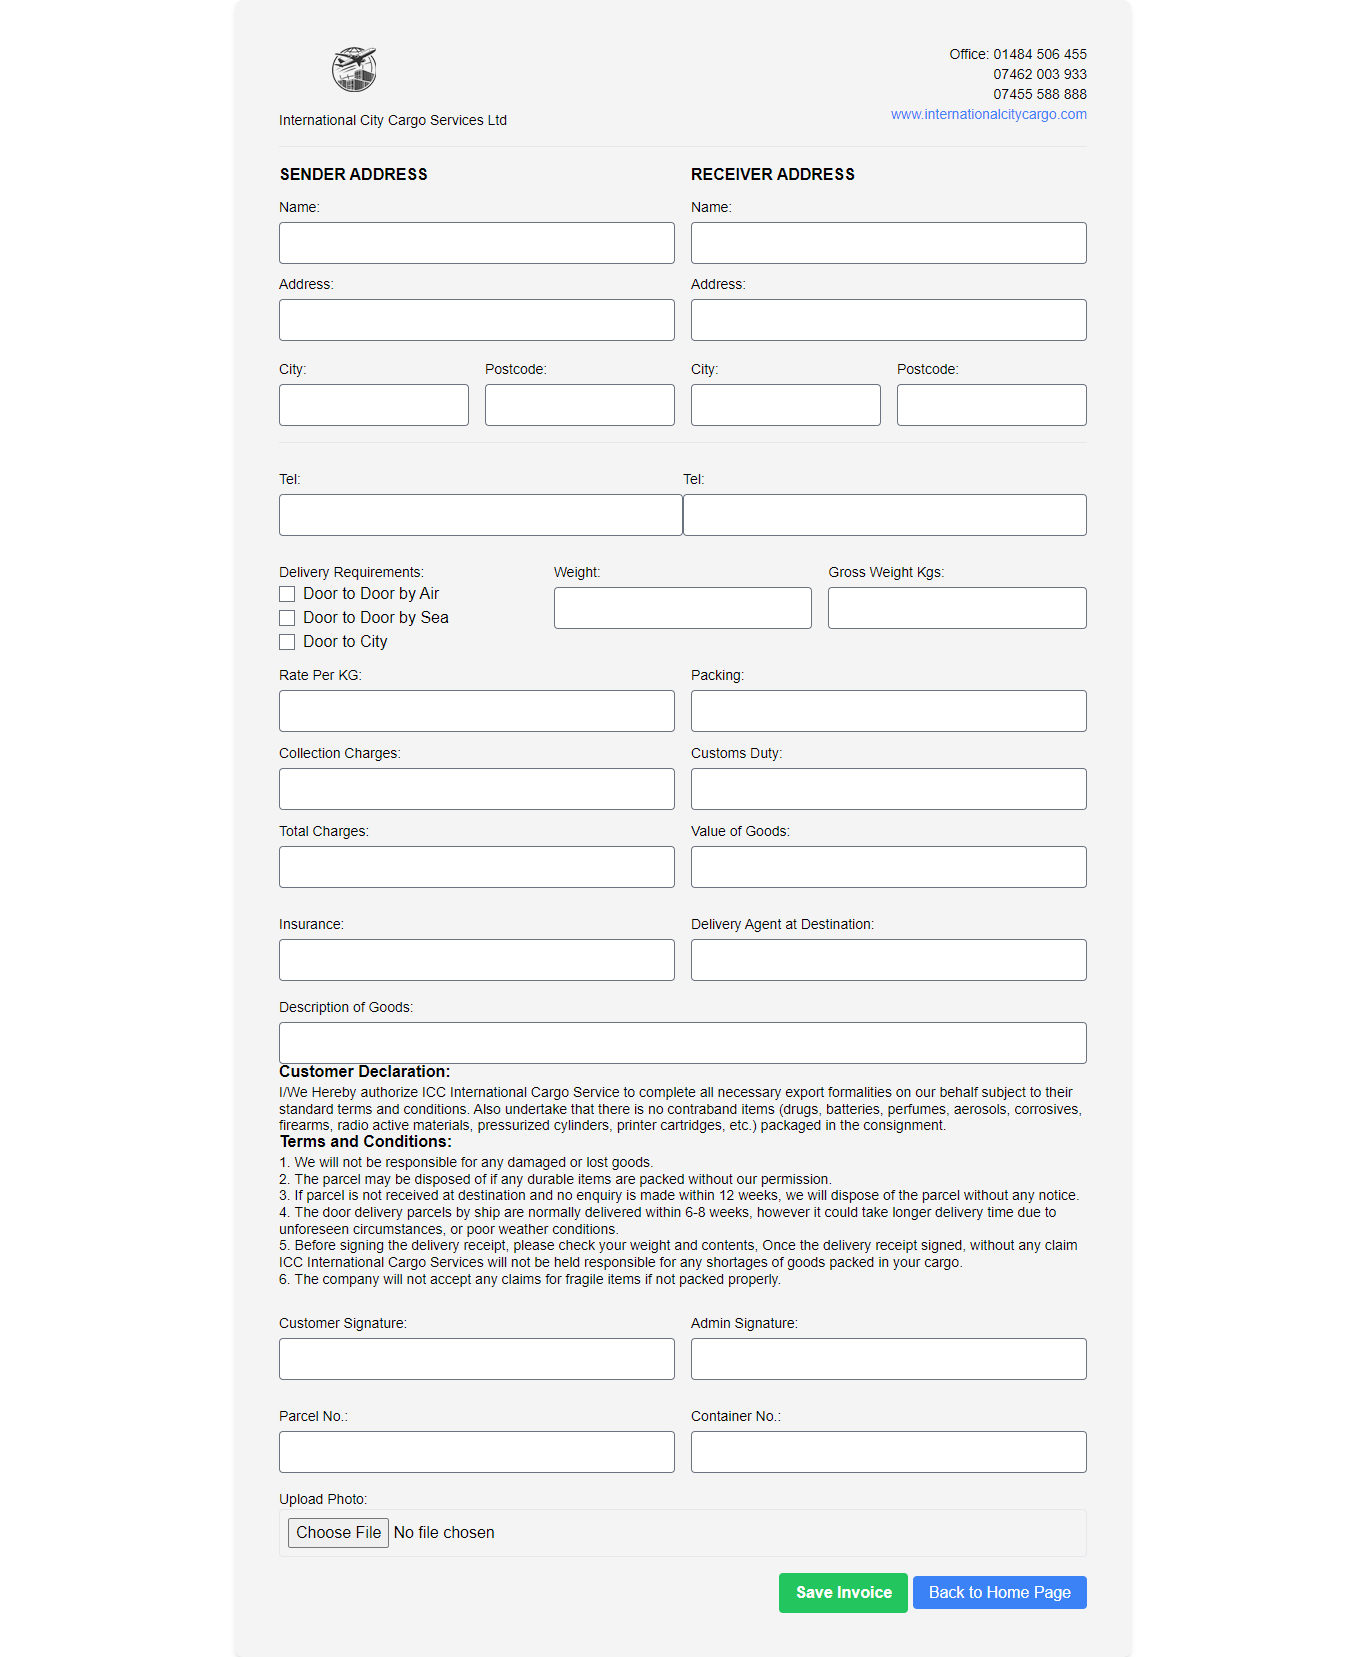 International City Cargo Services Ltd
Office: 01484 506 455
07462 003 933
07455 588 888
www.internationalcitycargo.com
SENDER ADDRESS
RECEIVER ADDRESS
Name:
Name:
Address:
Address:
City:
Postcode:
City:
Postcode:
Tel:
Tel:
Delivery Requirements:
Door to Door by Air
Door to Door by Sea
Door to City
Weight:
Gross Weight Kgs:
Rate Per KG:
Packing:
Collection Charges:
Customs Duty:
Total Charges:
Value of Goods:
Insurance:
Delivery Agent at Destination:
Description of Goods:
Customer Declaration:
I/We Hereby authorize ICC International Cargo Service to complete all necessary export formalities on our behalf subject to their
standard terms and conditions. Also undertake that there is no contraband items (drugs, batteries, perfumes, aerosols, corrosives,
firearms, radio active materials, pressurized cylinders, printer cartridges, etc.) packaged in the consignment.
Terms and Conditions:
1. We will not be responsible for any damaged or lost goods.
2. The parcel may be disposed of if any durable items are packed without our permission.
3. If parcel is not received at destination and no enquiry is made within 12 weeks, we will dispose of the parcel without any notice.
4. The door delivery parcels by ship are normally delivered within 6-8 weeks, however it could take longer delivery time due to
unforeseen circumstances, or poor weather conditions.
5. Before signing the delivery receipt, please check your weight and contents, Once the delivery receipt signed, without any claim
ICC International Cargo Services will not be held responsible for any shortages of goods packed in your cargo.
6. The company will not accept any claims for fragile items if not packed properly.
Customer Signature:
Admin Signature:
Parcel No.:
Container No.:
Upload Photo:
Choose File No file chosen
Save Invoice
Back to Home Page